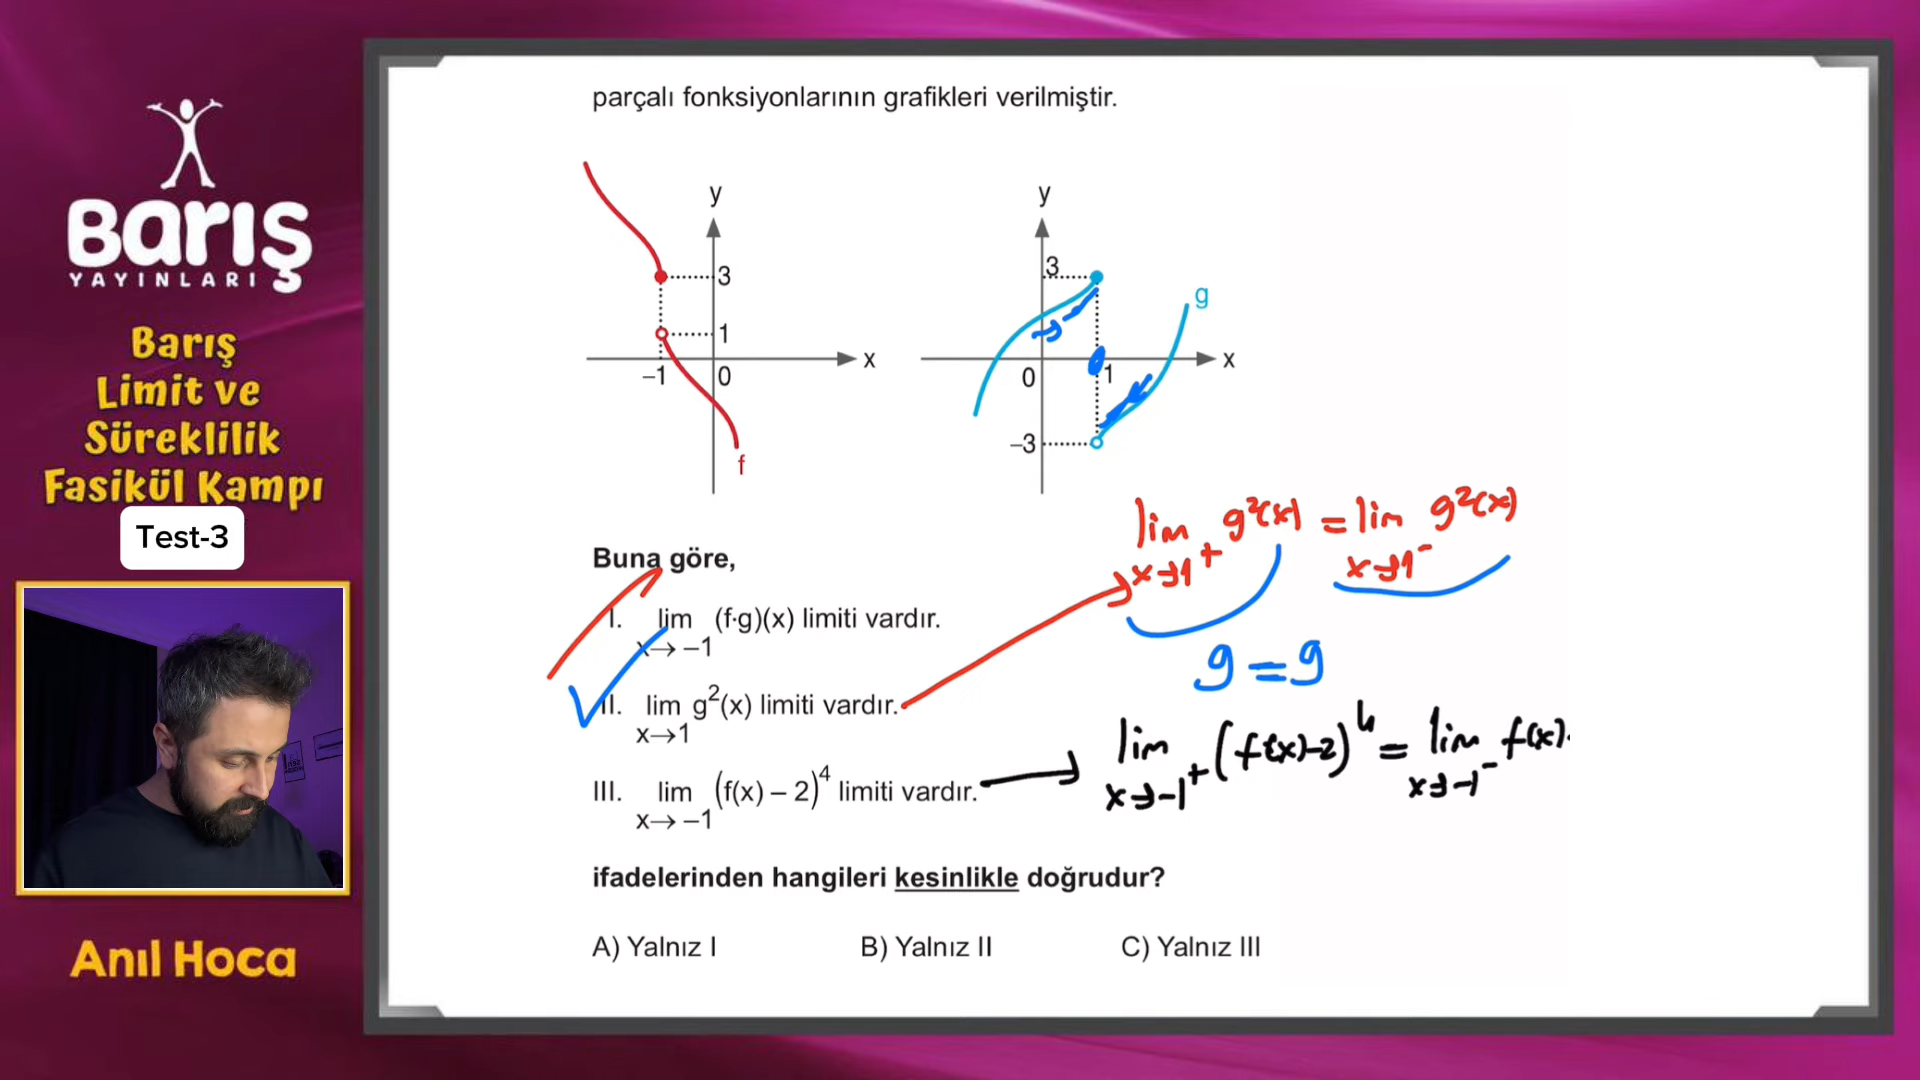 BARIŞ
YAYINLARI
Barış
Limit ve
Süreklilik
Fasikül Kampı
Test-3
Anıl Hoca
parçalı fonksiyonlarının grafikleri verilmiştir.
y
3
1
x
–1
0
f
y
3
g
x
0
1
–3
lim g²(x) = lim g²(x)
x→1⁺ x→1⁻
9 = 9
Buna göre,
I. lim (f·g)(x) limiti vardır.
x→ –1
II. lim g²(x) limiti vardır.
x→1
lim (f(x)-2)⁴ = lim f(x)
x→-1⁺ x→-1⁻
III. lim (f(x) – 2)⁴ limiti vardır.
x→ –1
ifadelerinden hangileri kesinlikle doğrudur?
A) Yalnız I B) Yalnız II C) Yalnız III